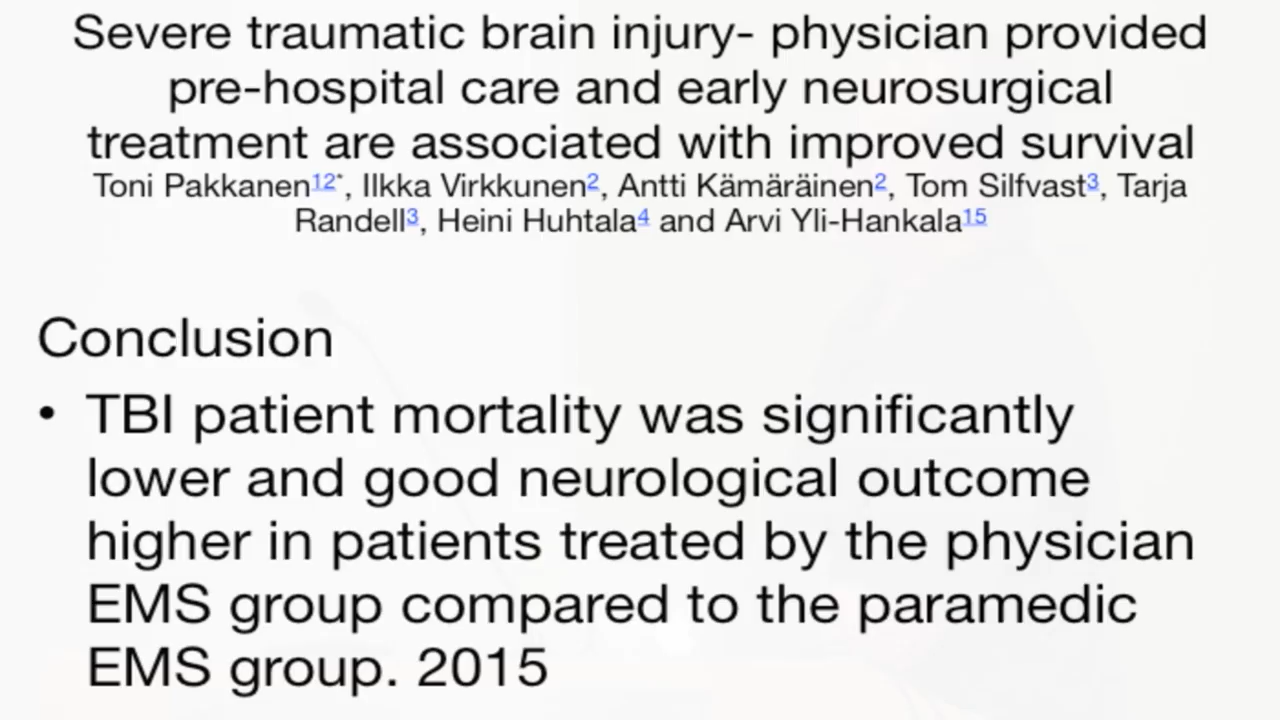 Severe traumatic brain injury- physician provided
pre-hospital care and early neurosurgical
treatment are associated with improved survival
Toni Pakkanen12*, Ilkka Virkkunen2, Antti Kämäräinen2, Tom Silfvast3, Tarja
Randell3, Heini Huhtala4 and Arvi Yli-Hankala15
Conclusion
• TBI patient mortality was significantly
lower and good neurological outcome
higher in patients treated by the physician
EMS group compared to the paramedic
EMS group. 2015